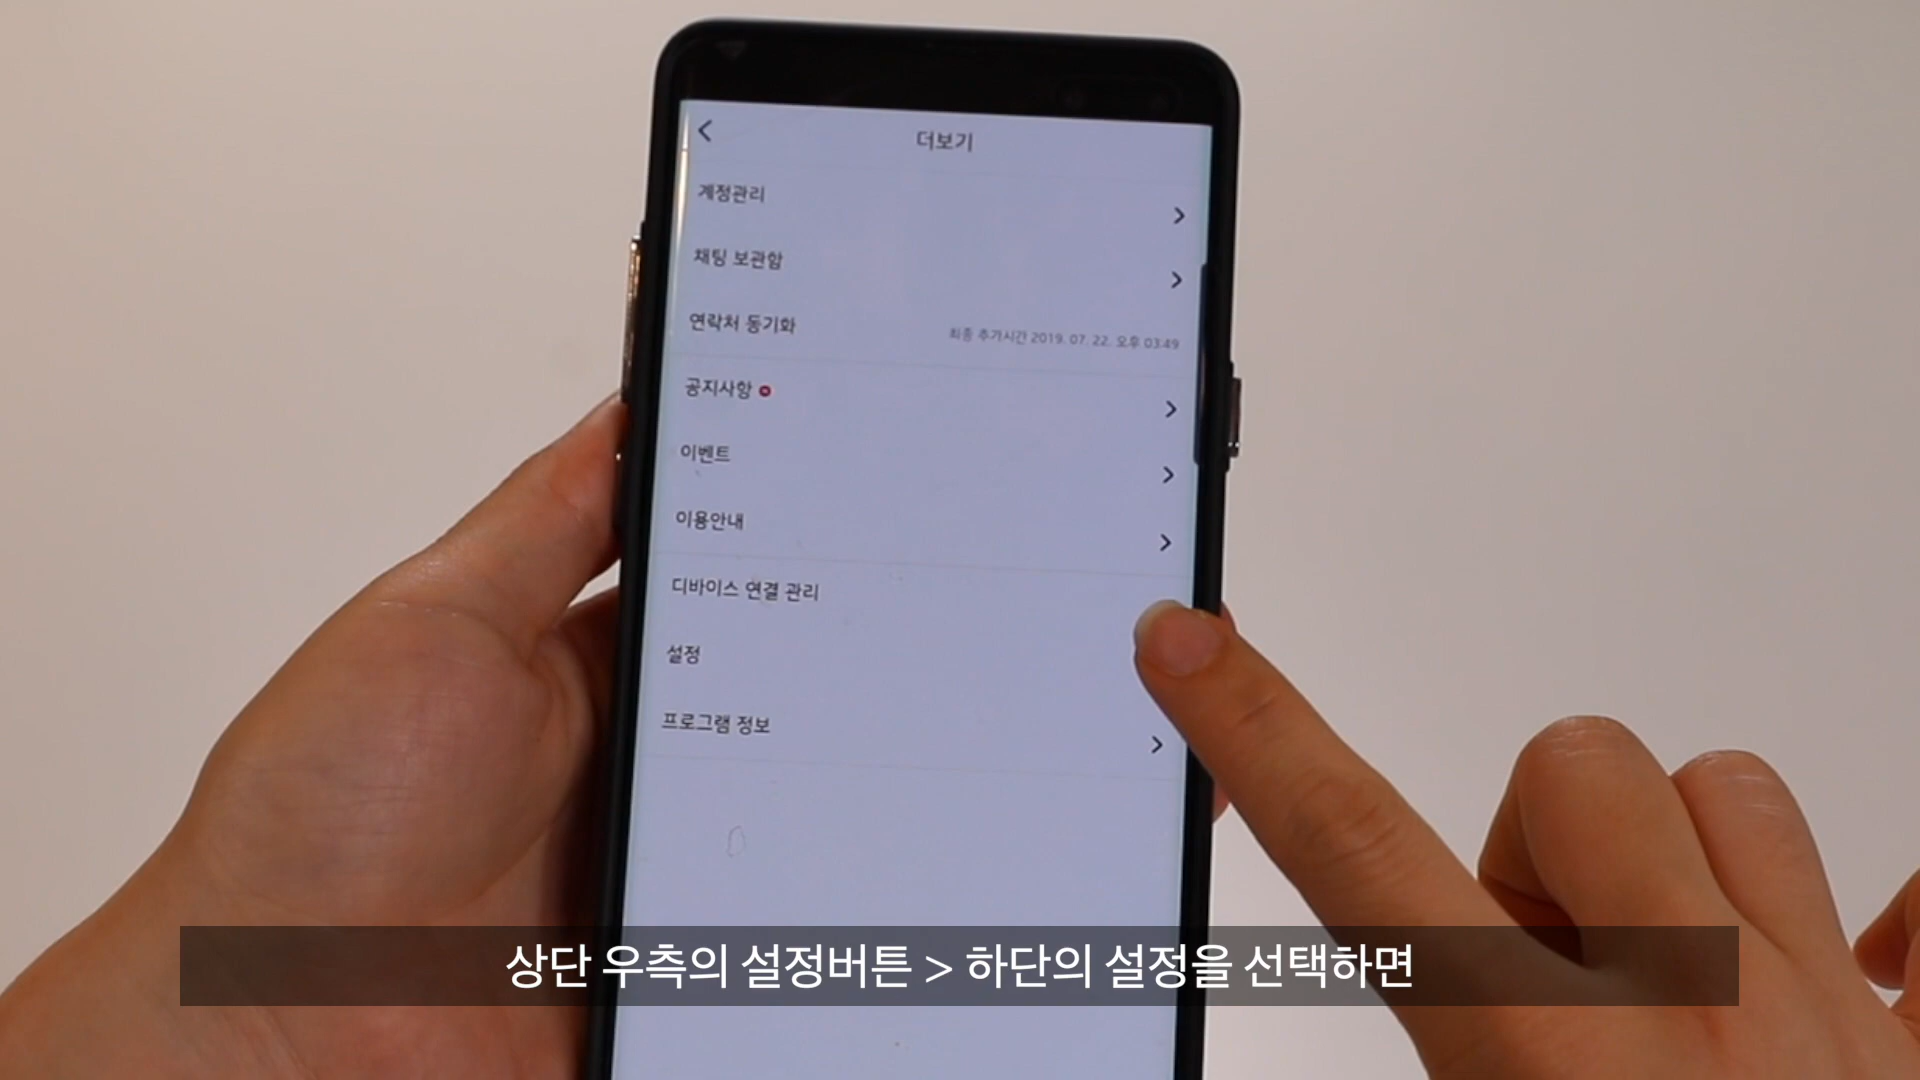 더보기
계정관리
채팅 보관함
연락처 동기화
최종 추가시간 2019. 07. 22. 오후 03:49
공지사항
이벤트
이용안내
디바이스 연결 관리
설정
프로그램 정보
상단 우측의 설정버튼 > 하단의 설정을 선택하면